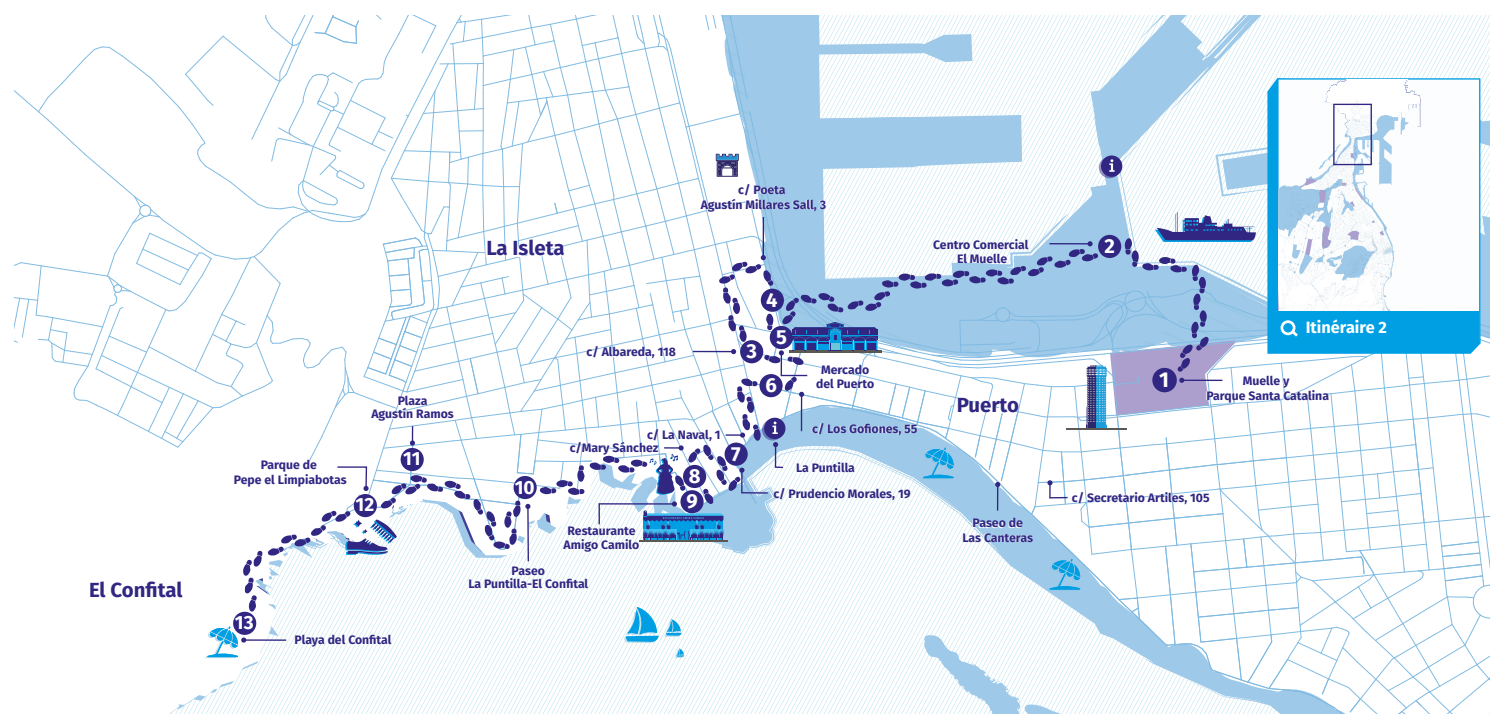 i
c/ Poeta
Agustín Millares Sall, 3
La Isleta
Centro Comercial
El Muelle
2
Itinéraire 2
4
5
c/ Albareda, 118
3
Mercado
del Puerto
6
1
Muelle y
Parque Santa Catalina
Puerto
Plaza
Agustín Ramos
c/ La Naval, 1
i
c/ Los Gofiones, 55
c/Mary Sánchez
7
La Puntilla
11
Parque de
Pepe el Limpiabotas
8
10
9
c/ Prudencio Morales, 19
c/ Secretario Artiles, 105
12
Restaurante
Amigo Camilo
Paseo de
Las Canteras
Paseo
La Puntilla-El Confital
El Confital
13
Playa del Confital